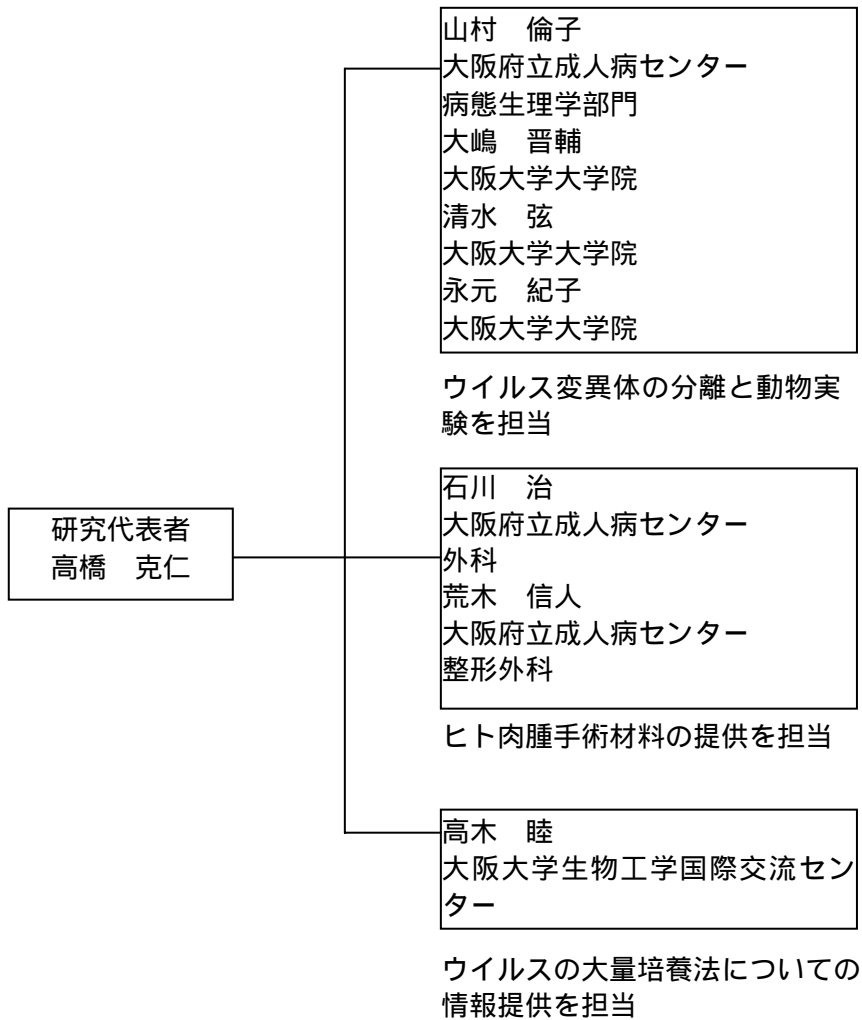 山村　倫子
大阪府立成人病センター
病態生理学部門
大嶋　晋輔
大阪大学大学院
清水　弦
大阪大学大学院
永元　紀子
大阪大学大学院
ウイルス変異体の分離と動物実
験を担当
研究代表者
高橋　克仁
石川　治
大阪府立成人病センター
外科
荒木　信人
大阪府立成人病センター
整形外科
ヒト肉腫手術材料の提供を担当
高木　睦
大阪大学生物工学国際交流セン
ター
ウイルスの大量培養法についての
情報提供を担当